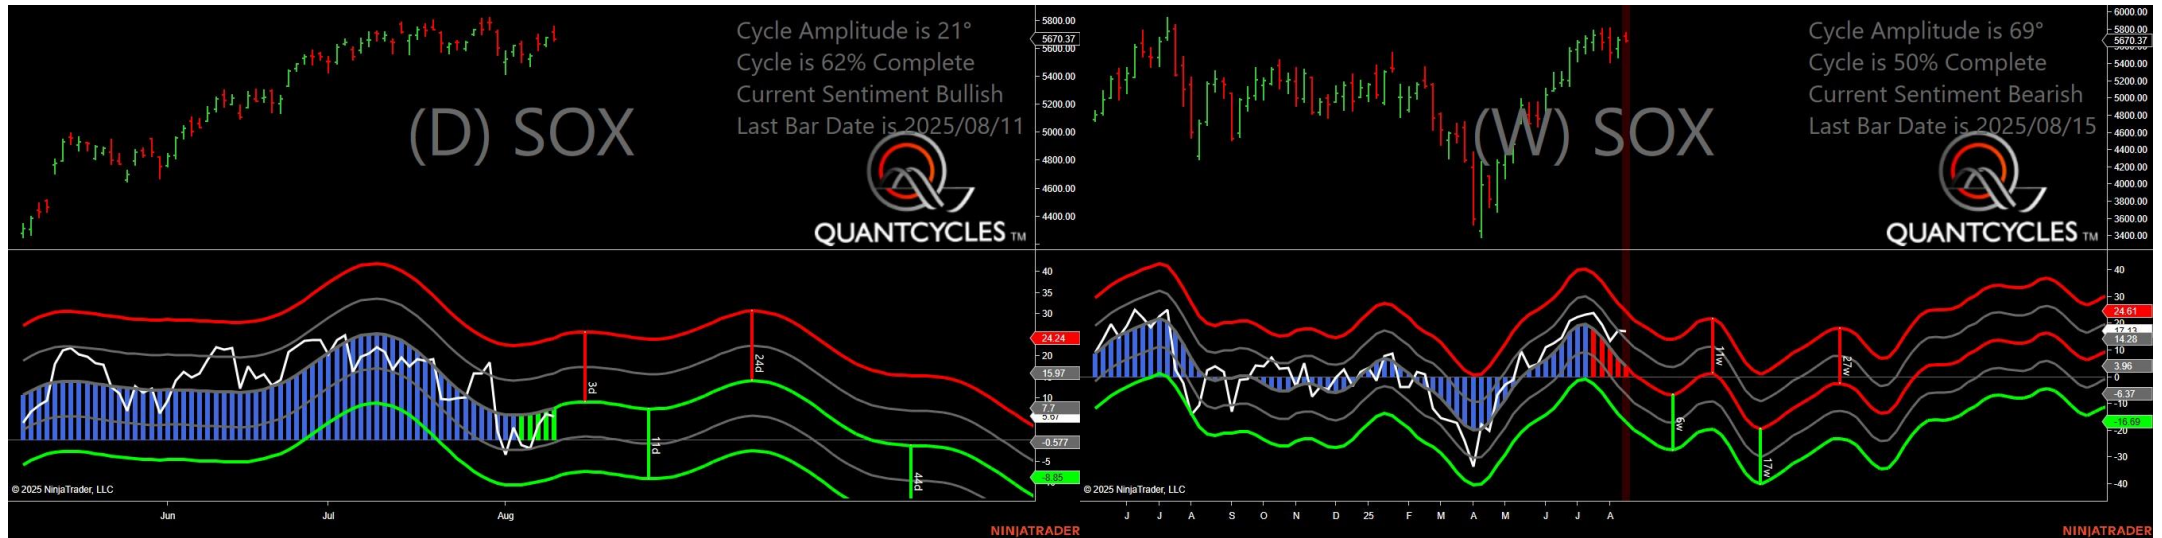 Cycle Amplitude is 21°
Cycle is 62% Complete
Current Sentiment Bullish
Last Bar Date is 2025/08/11
(D) SOX
QUANTCYCLES TM
5800.00
5670.37
5600.00
5400.00
5200.00
5000.00
4800.00
4600.00
4400.00
40
35
30
24.24
20
15.97
10
7.7
5.67
-0.577
-5
-8.85
3d
11d
24d
44d
© 2025 NinjaTrader, LLC
Jun
Jul
Aug
NINJATRADER
Cycle Amplitude is 69°
Cycle is 50% Complete
Current Sentiment Bearish
Last Bar Date is 2025/08/15
(W) SOX
QUANTCYCLES TM
6000.00
5800.00
5670.37
5400.00
5200.00
5000.00
4800.00
4600.00
4400.00
4200.00
4000.00
3800.00
3600.00
3400.00
40
30
24.61
20
17.13
14.28
10
3.96
0
-6.37
-10
-16.69
-20
-30
-40
6w
11w
17w
27w
© 2025 NinjaTrader, LLC
J
J
A
S
O
N
D
25
F
M
A
M
J
J
A
NINJATRADER